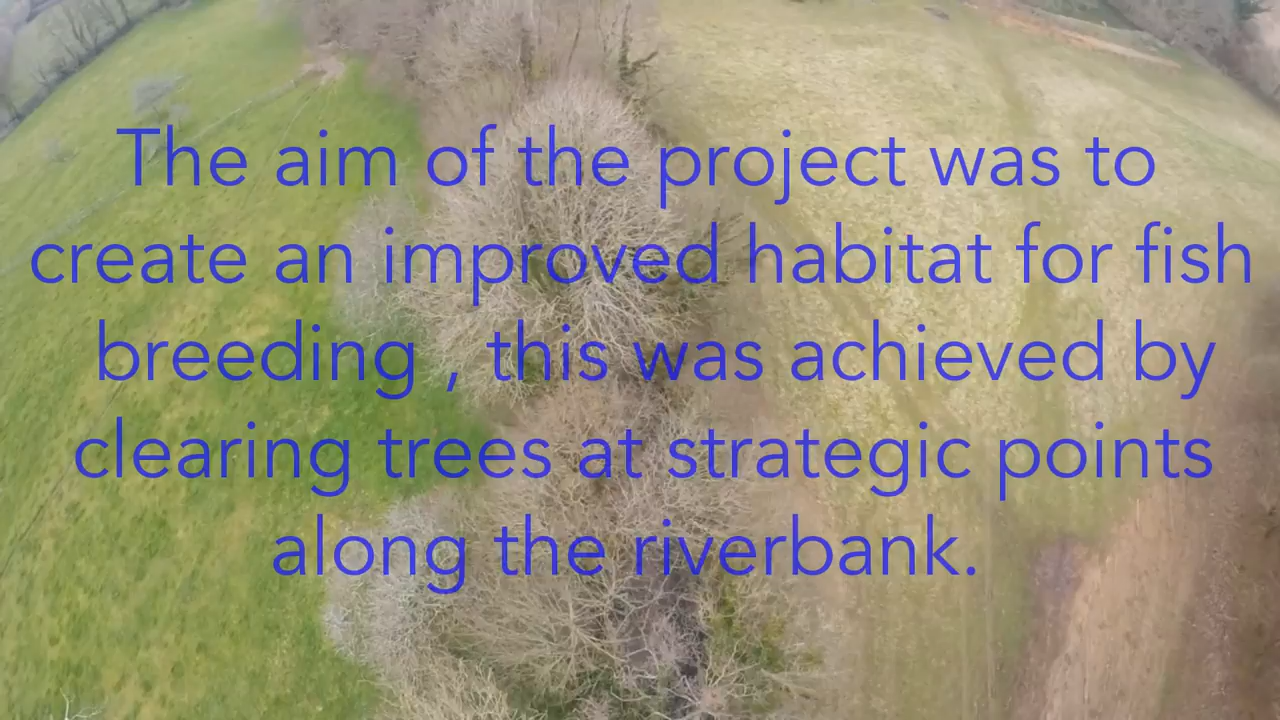 The aim of the project was to
create an improved habitat for fish
breeding , this was achieved by
clearing trees at strategic points
along the riverbank.